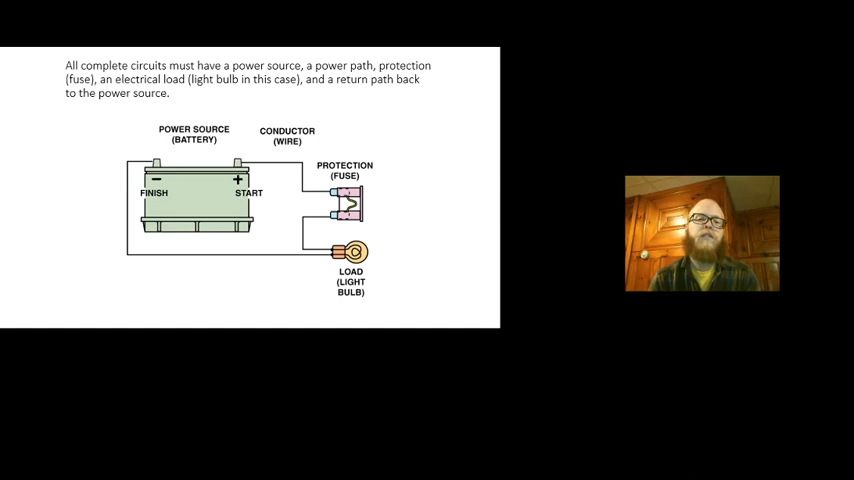 All complete circuits must have a power source, a power path, protection
(fuse), an electrical load (light bulb in this case), and a return path back
to the power source.
POWER SOURCE
(BATTERY)
CONDUCTOR
(WIRE)
PROTECTION
(FUSE)
− +
FINISH START
LOAD
(LIGHT
BULB)